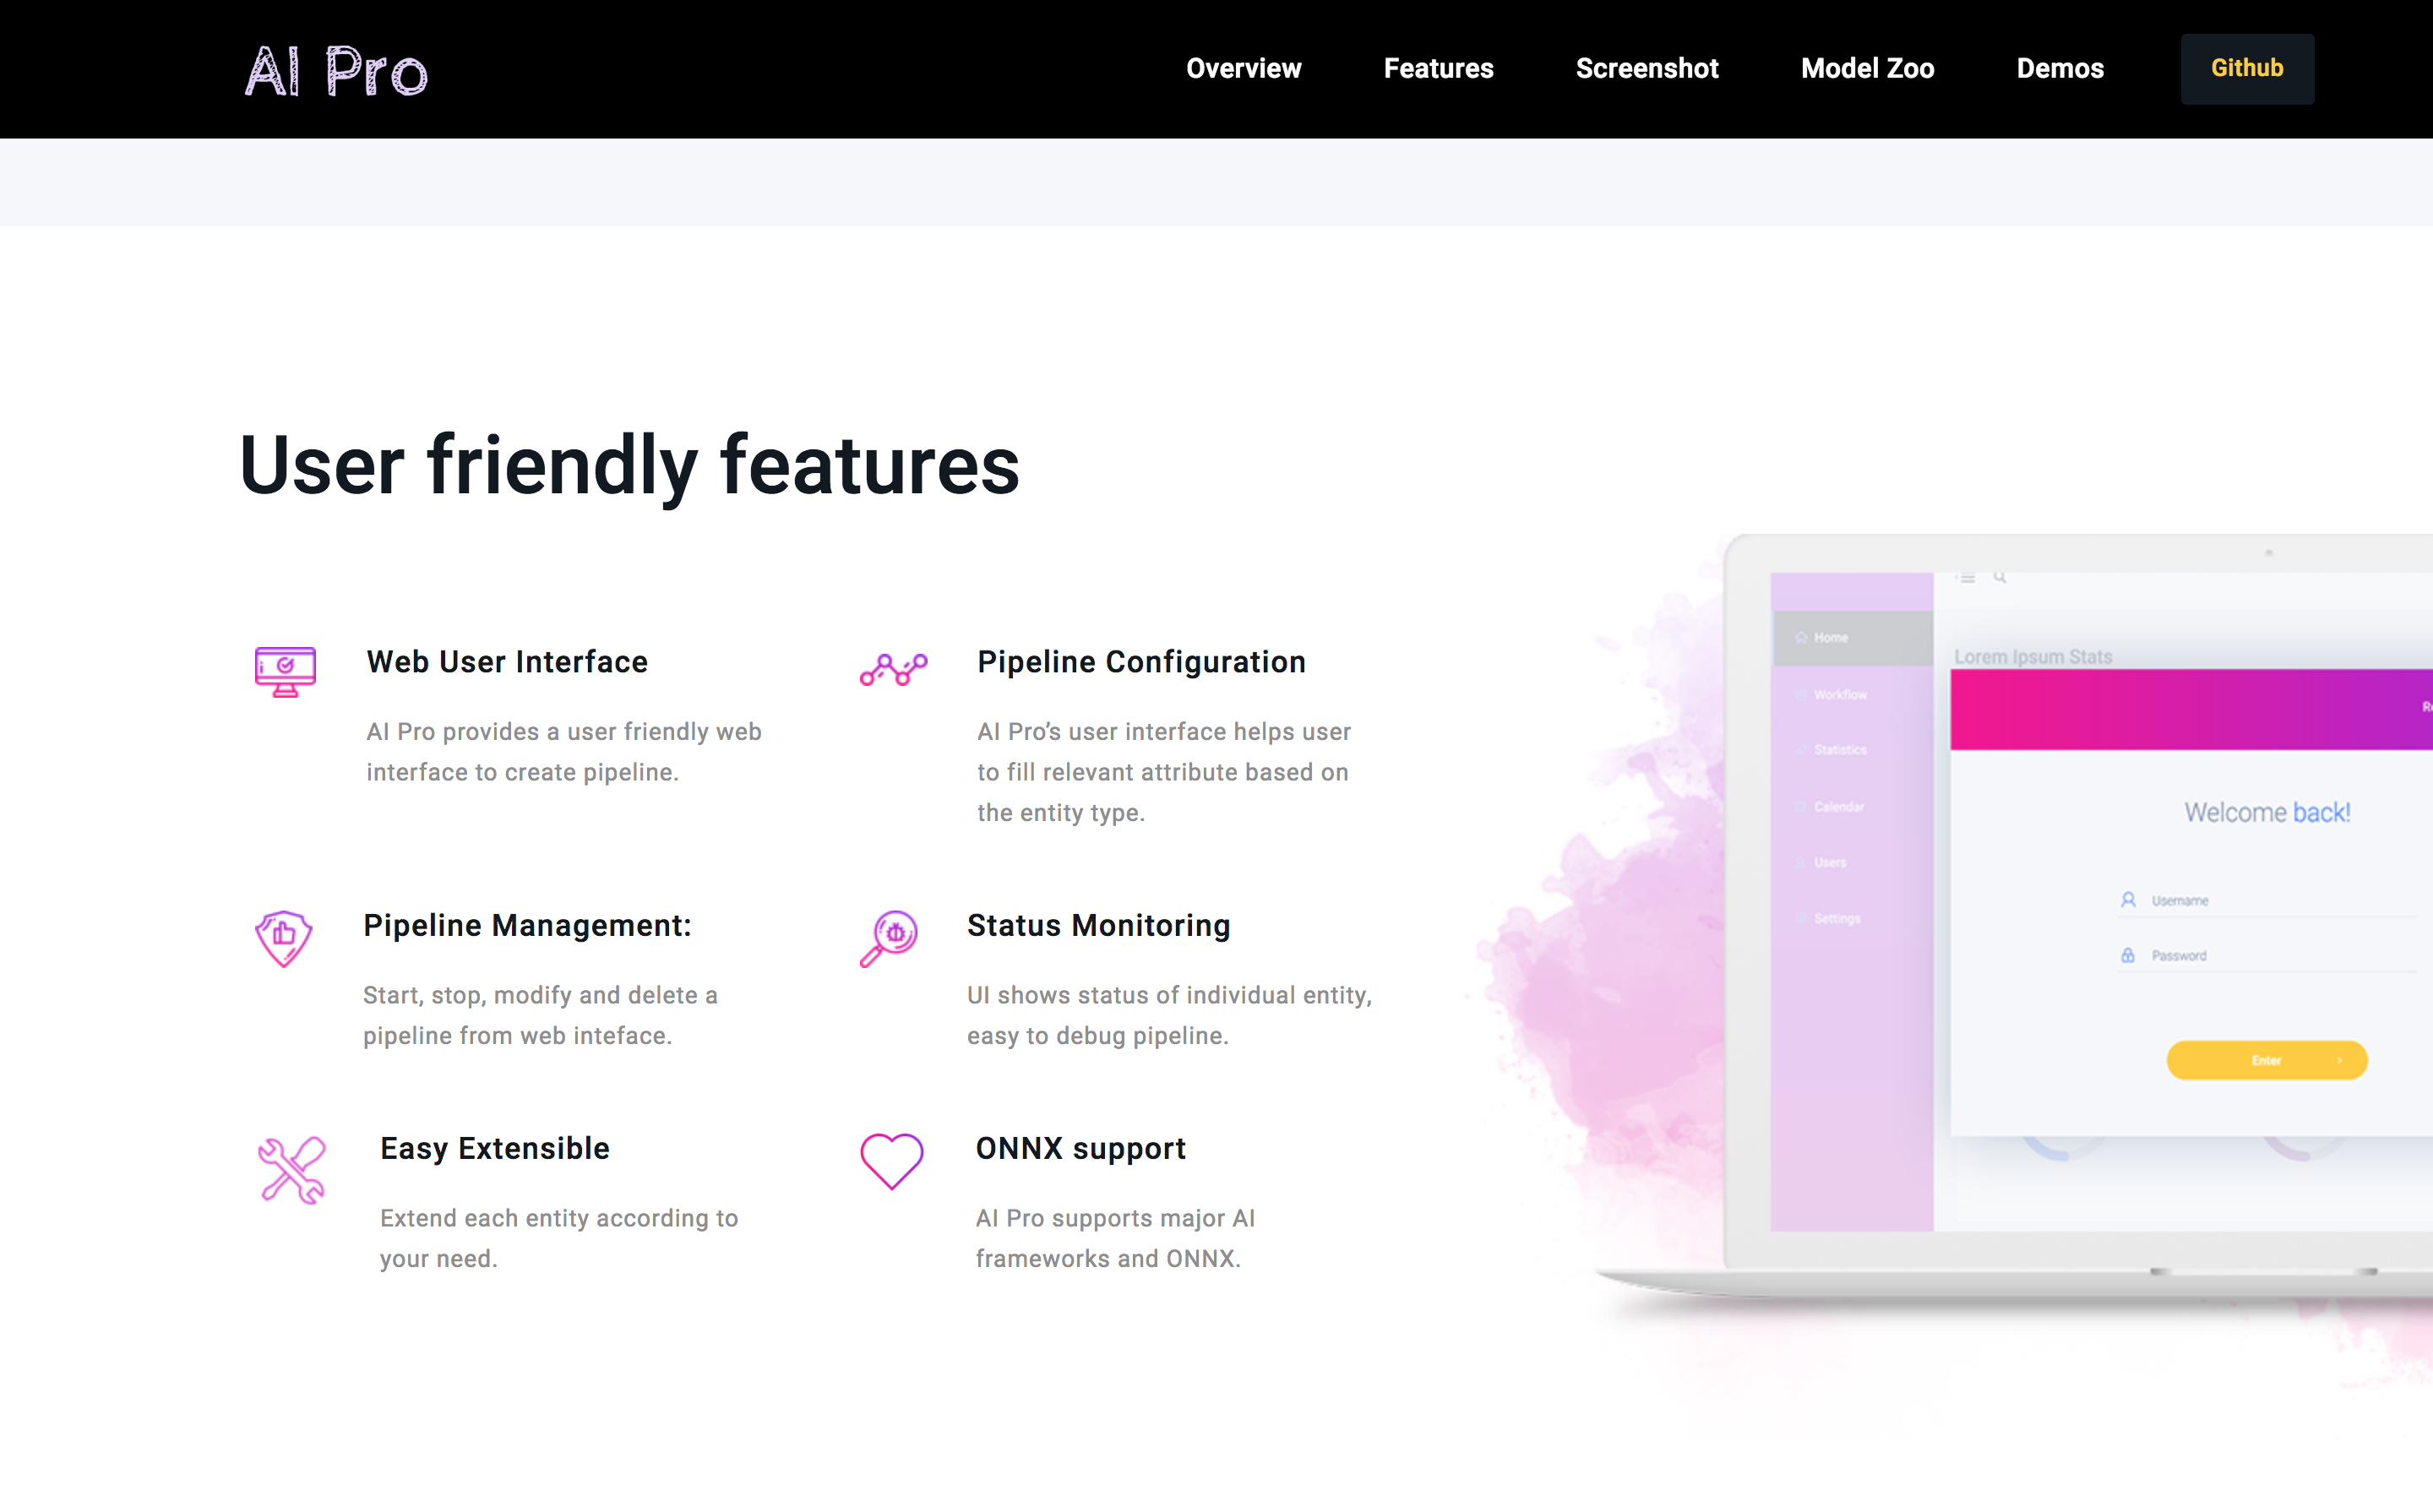 AI Pro
Overview
Features
Screenshot
Model Zoo
Demos
Github
User friendly features
Web User Interface
AI Pro provides a user friendly web
interface to create pipeline.
Pipeline Configuration
AI Pro’s user interface helps user
to fill relevant attribute based on
the entity type.
Pipeline Management:
Start, stop, modify and delete a
pipeline from web inteface.
Status Monitoring
UI shows status of individual entity,
easy to debug pipeline.
Easy Extensible
Extend each entity according to
your need.
ONNX support
AI Pro supports major AI
frameworks and ONNX.
Home
Workflow
Statistics
Calendar
Users
Settings
Lorem Ipsum Stats
Welcome back!
Username
Password
Enter